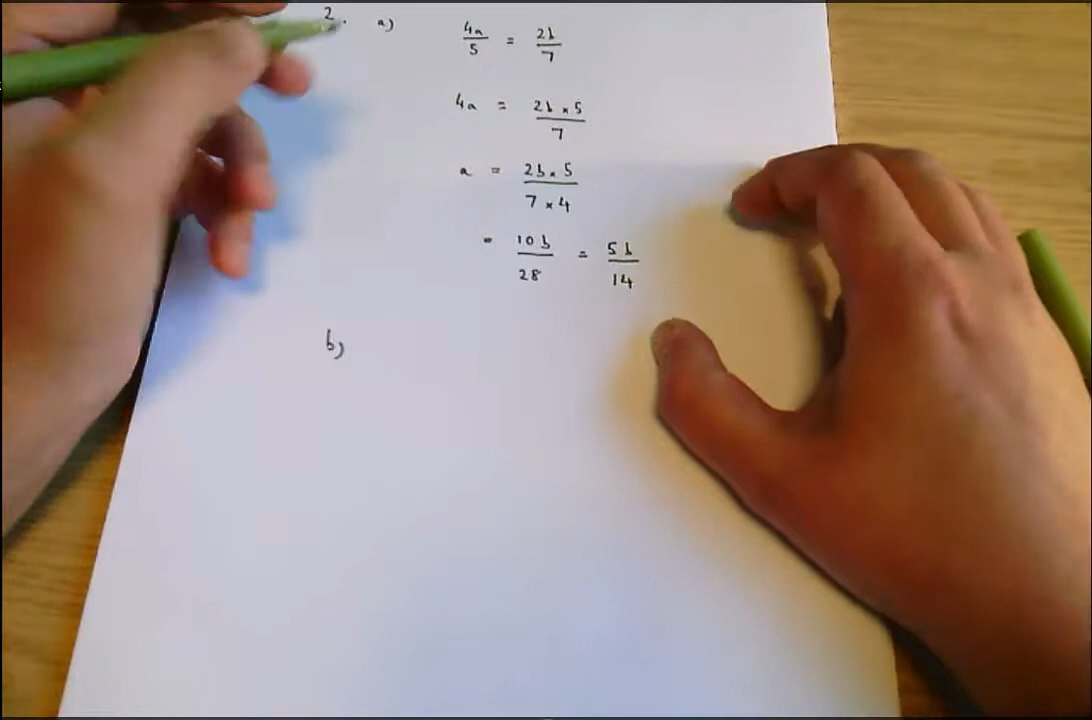 2. a) 4a/5 = 2b/7
4a = 2b × 5/7
a = 2b × 5/7 × 4
= 10b/28 = 5b/14
b)